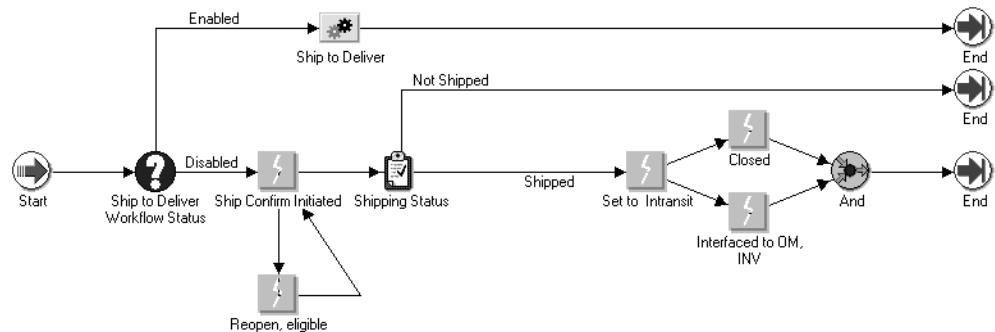 Enabled
Ship to Deliver
End
Not Shipped
End
Start
Disabled
Ship to Deliver
Workflow Status
Ship Confirm Initiated
Shipping Status
Shipped
Set to Intransit
Closed
Interfaced to OM,
INV
And
End
Reopen, eligible